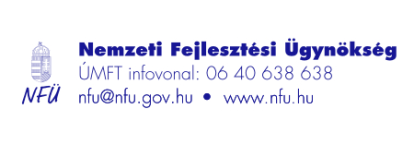 Nemzeti Fejlesztési Ügynökség
ÚMFT infovonal: 06 40 638 638
nfu@nfu.gov.hu • www.nfu.hu
NFÜ